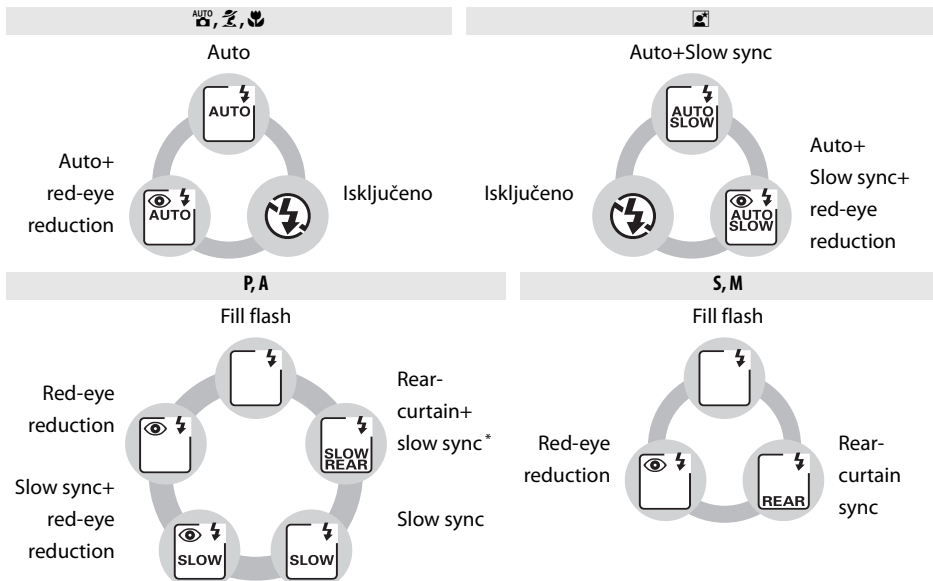 AUTO, ,
Auto
AUTO
Auto+
red-eye
reduction
AUTO
Isključeno
Auto+Slow sync
AUTO
SLOW
Isključeno
AUTO
SLOW
Auto+
Slow sync+
red-eye
reduction
P, A
Fill flash
Red-eye
reduction
Rear-
curtain+
slow sync*
SLOW
REAR
Slow sync+
red-eye
reduction
SLOW
SLOW
Slow sync
S, M
Fill flash
Red-eye
reduction
REAR
Rear-
curtain
sync